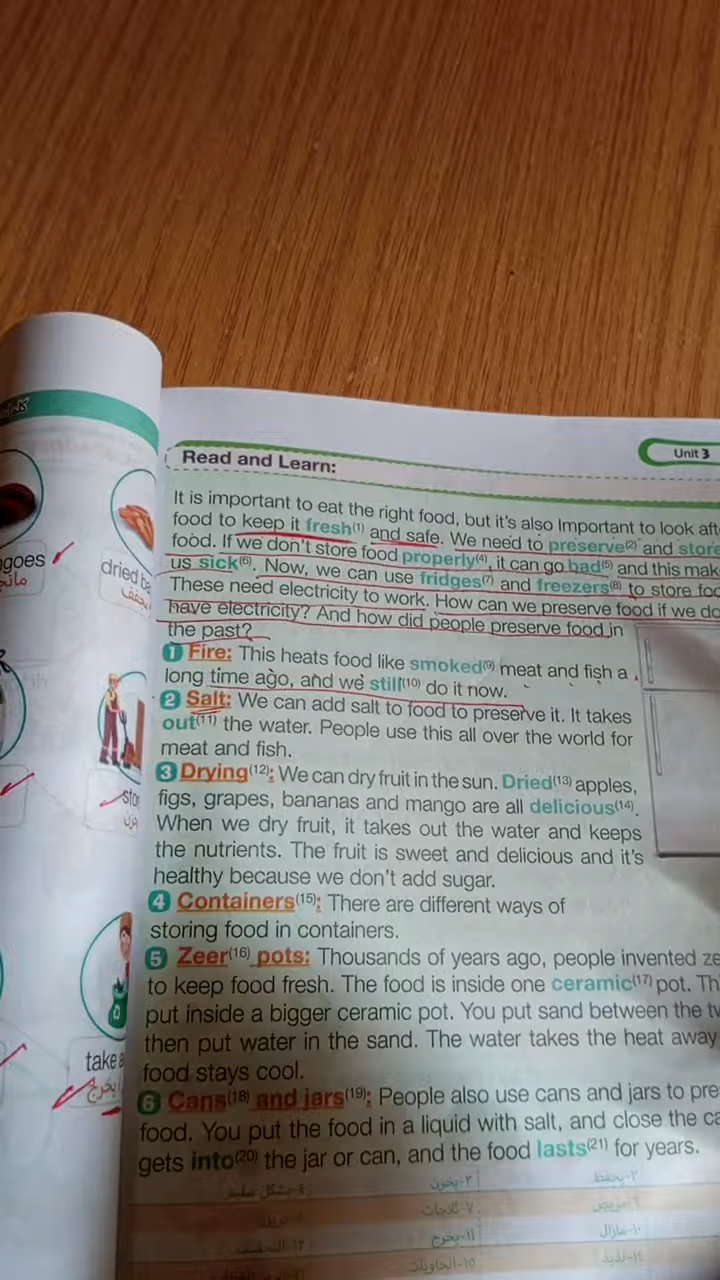 Unit 3
Read and Learn:
It is important to eat the right food, but it's also Important to look aft
food to keep it fresh(1) and safe. We need to preserve(2) and store
food. If we don't store food properly(4), it can go bad(5) and this mak
us sick(6). Now, we can use fridges(7) and freezers(8) to store foo
These need electricity to work. How can we preserve food if we do
have electricity? And how did people preserve food in
the past?
1 Fire: This heats food like smoked(9) meat and fish a
long time ago, and we still(10) do it now.
2 Salt: We can add salt to food to preserve it. It takes
out(11) the water. People use this all over the world for
meat and fish.
3 Drying(12): We can dry fruit in the sun. Dried(13) apples,
figs, grapes, bananas and mango are all delicious(14).
When we dry fruit, it takes out the water and keeps
the nutrients. The fruit is sweet and delicious and it's
healthy because we don't add sugar.
4 Containers(15): There are different ways of
storing food in containers.
5 Zeer(16) pots: Thousands of years ago, people invented ze
to keep food fresh. The food is inside one ceramic(17) pot. Th
put inside a bigger ceramic pot. You put sand between the tw
then put water in the sand. The water takes the heat away
food stays cool.
6 Cans(18) and jars(19): People also use cans and jars to pre
food. You put the food in a liquid with salt, and close the ca
gets into(20) the jar or can, and the food lasts(21) for years.
goes
dried b
يجفف
sto
take
يخرج